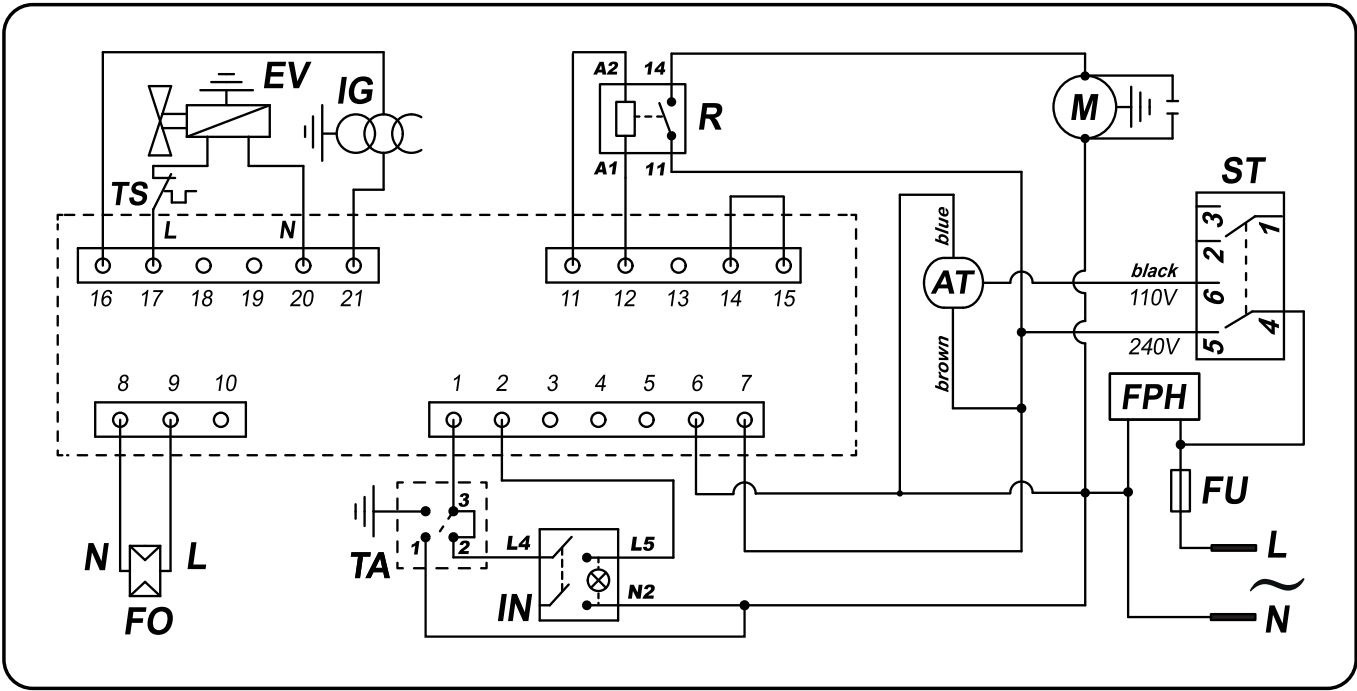 EV
IG
A2
14
R
M
ST
TS
A1
11
L
N
blue
AT
black
110V
brown
240V
3
1
2
6
4
5
16 17 18 19 20 21
11 12 13 14 15
8 9 10
1 2 3 4 5 6 7
FPH
FU
L
N
N
L
FO
TA
3
1
2
L4
L5
IN
N2